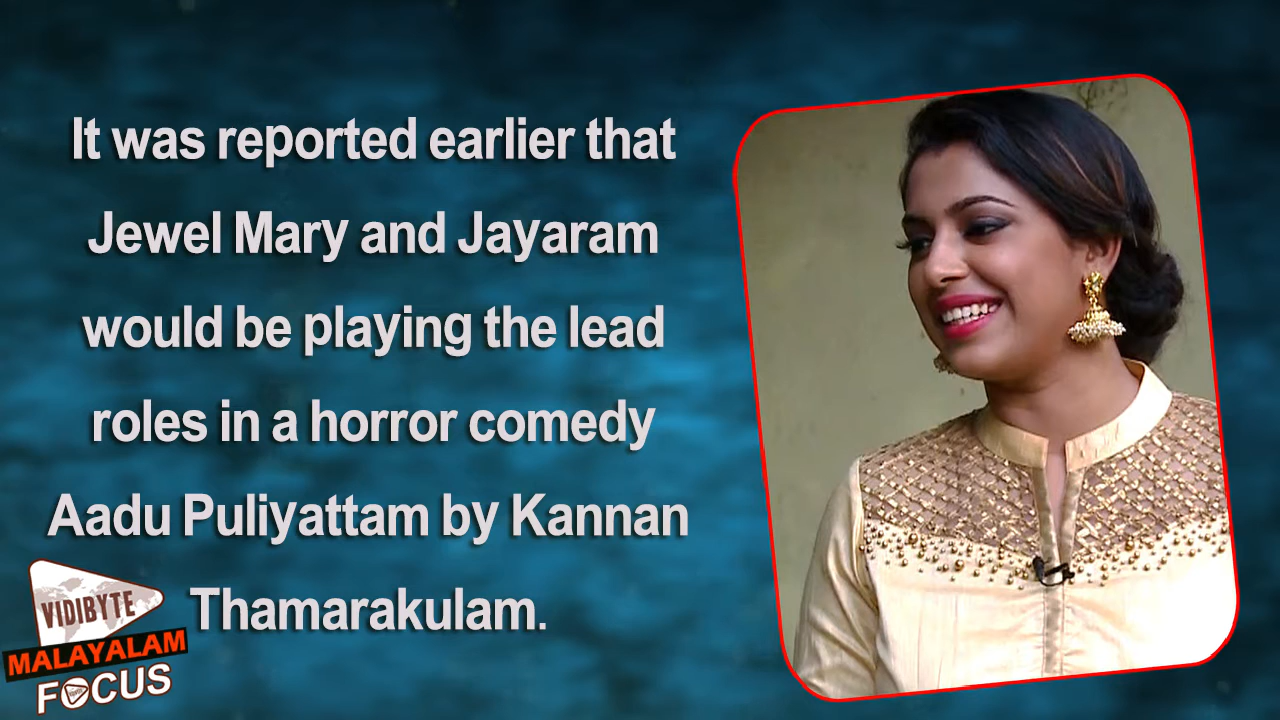 It was reported earlier that
Jewel Mary and Jayaram
would be playing the lead
roles in a horror comedy
Aadu Puliyattam by Kannan
Thamarakulam.
VIDIBYTE
MALAYALAM
FOCUS